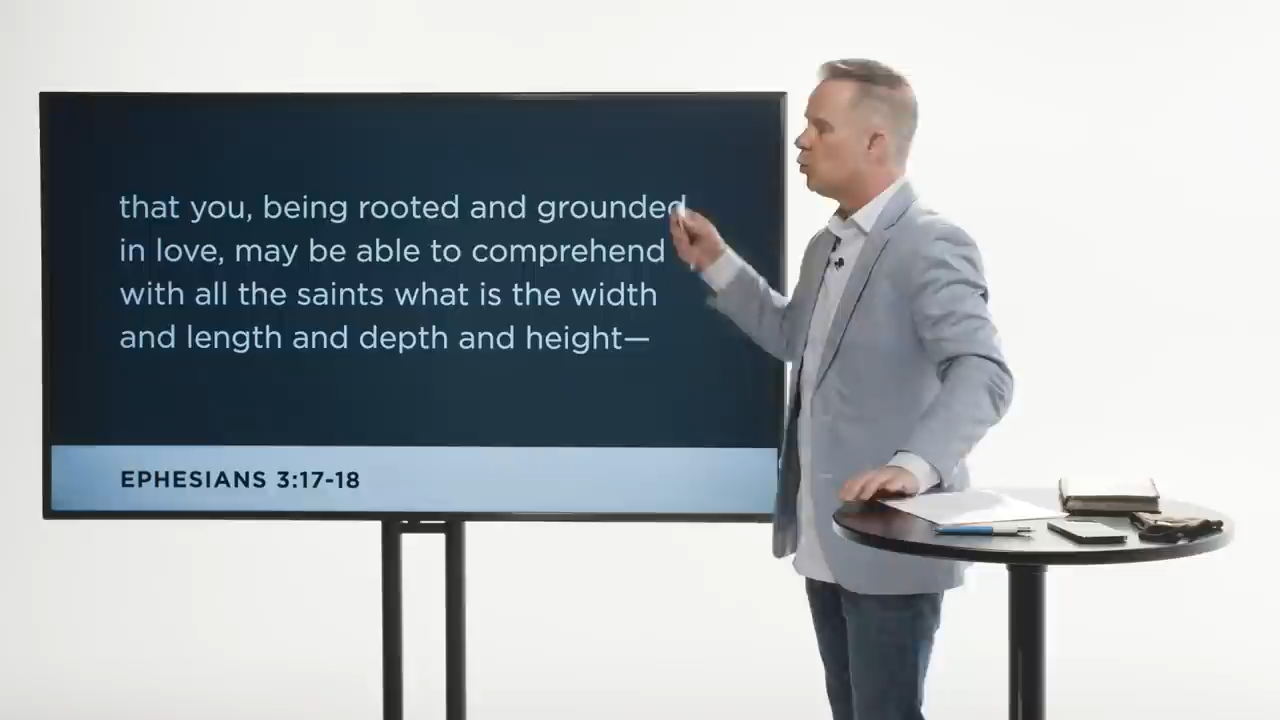 that you, being rooted and grounded
in love, may be able to comprehend
with all the saints what is the width
and length and depth and height—
EPHESIANS 3:17-18